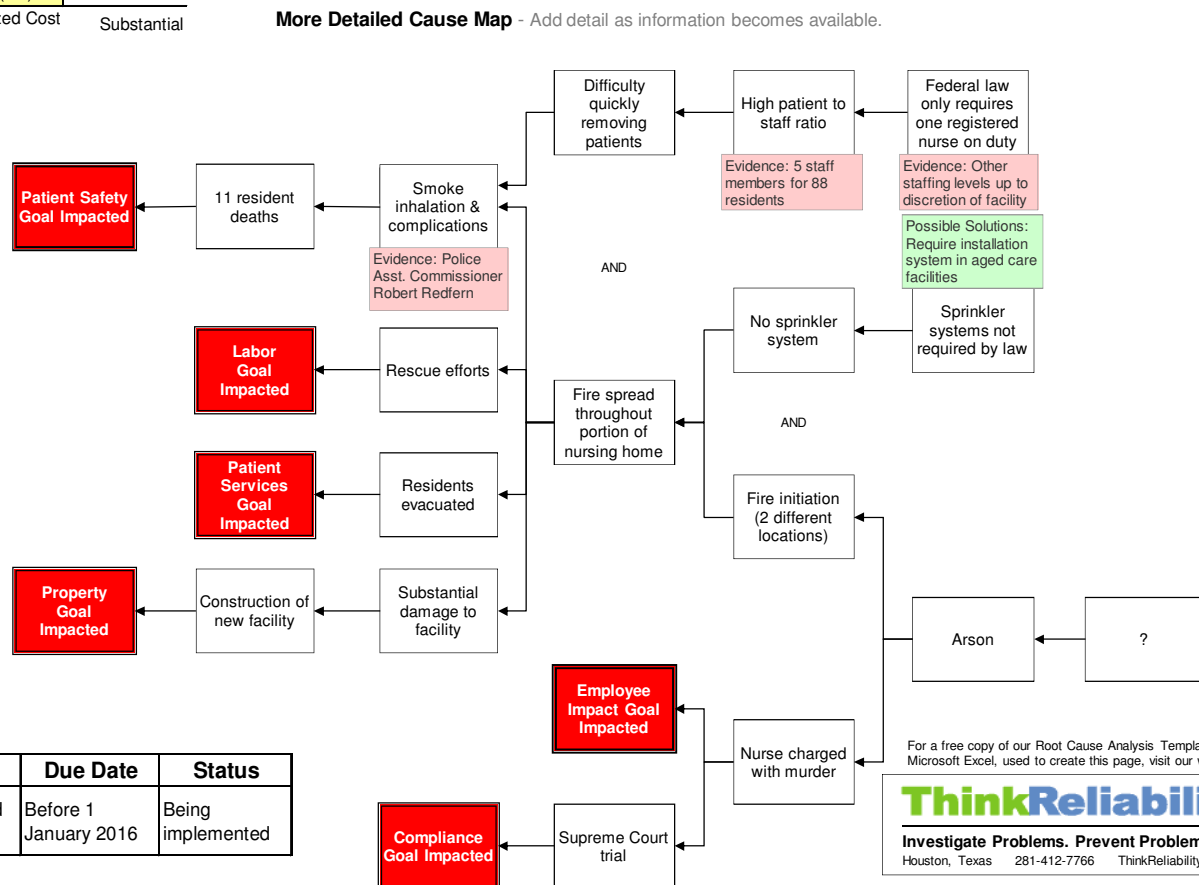 Substantial
More Detailed Cause Map - Add detail as information becomes available.
Difficulty
quickly
removing
patients
High patient to
staff ratio
Federal law
only requires
one registered
nurse on duty
Evidence: 5 staff
members for 88
residents
Evidence: Other
staffing levels up to
discretion of facility
Possible Solutions:
Require installation
system in aged care
facilities
Patient Safety
Goal Impacted
11 resident
deaths
Smoke
inhalation &
complications
Evidence: Police
Asst. Commissioner
Robert Redfern
AND
No sprinkler
system
Sprinkler
systems not
required by law
Labor
Goal
Impacted
Rescue efforts
Fire spread
throughout
portion of
nursing home
AND
Patient
Services
Goal
Impacted
Residents
evacuated
Fire initiation
(2 different
locations)
Property
Goal
Impacted
Construction of
new facility
Substantial
damage to
facility
Arson
?
Employee
Impact Goal
Impacted
Nurse charged
with murder
Compliance
Goal Impacted
Supreme Court
trial
Due Date Status
Before 1
January 2016
Being
implemented
For a free copy of our Root Cause Analysis
Microsoft Excel, used to create this page, visit our
ThinkReliabili
Investigate Problems. Prevent Problem
Houston, Texas 281-412-7766 ThinkReliability